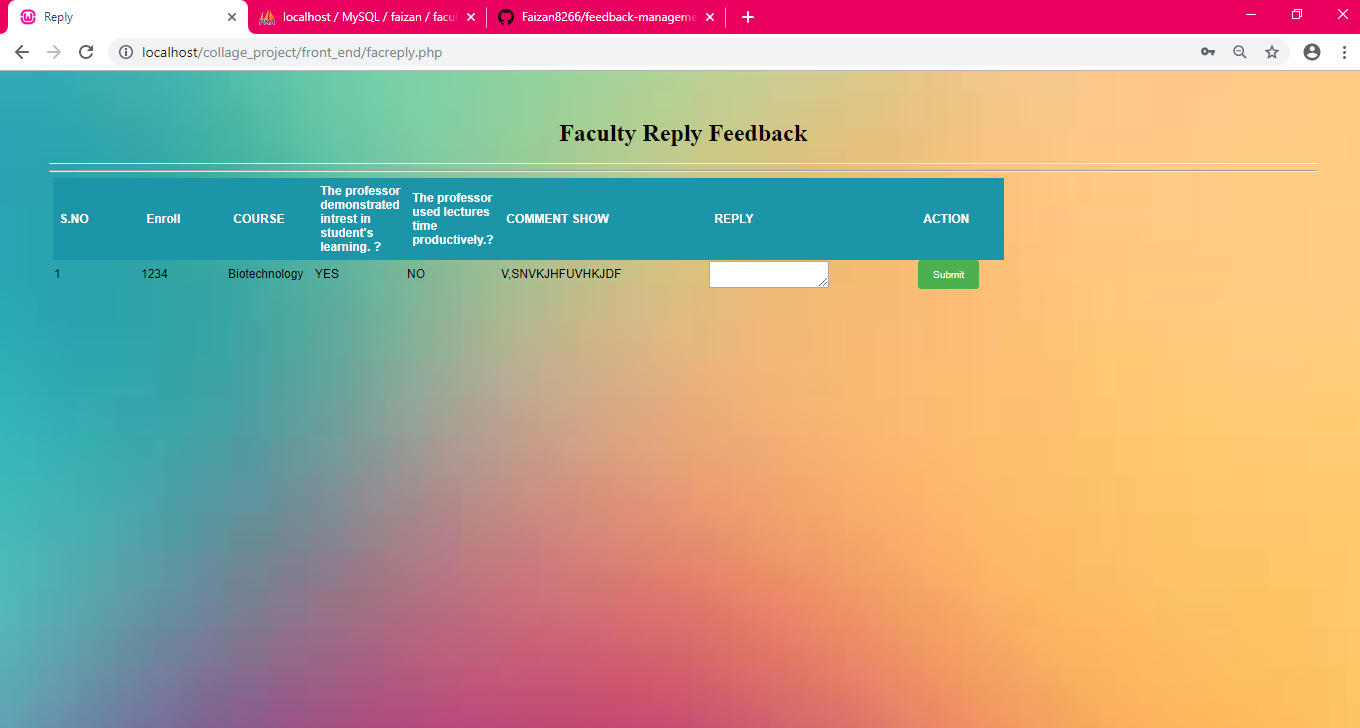 Reply
localhost / MySQL / faizan / facul
Faizan8266/feedback-manageme
localhost/collage_project/front_end/facreply.php
Faculty Reply Feedback
S.NO
Enroll
COURSE
The professor
demonstrated
intrest in
student's
learning. ?
The professor
used lectures
time
productively.?
COMMENT SHOW
REPLY
ACTION
1
1234
Biotechnology
YES
NO
V,SNVKJHFUVHKJDF
Submit